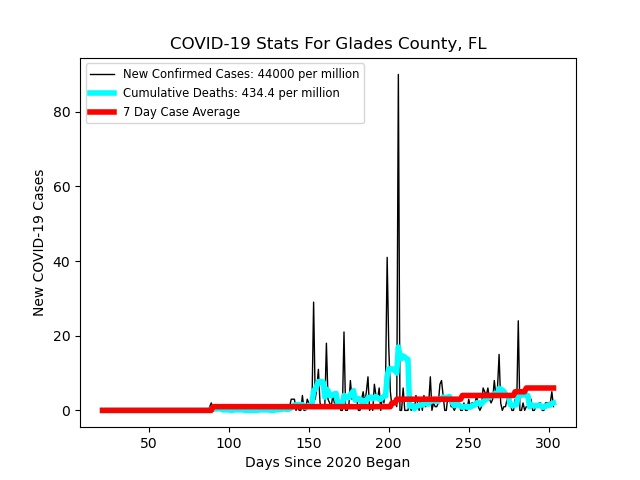 COVID-19 Stats For Glades County, FL
New Confirmed Cases: 44000 per million
Cumulative Deaths: 434.4 per million
7 Day Case Average
New COVID-19 Cases
80
60
40
20
0
50 100 150 200 250 300
Days Since 2020 Began